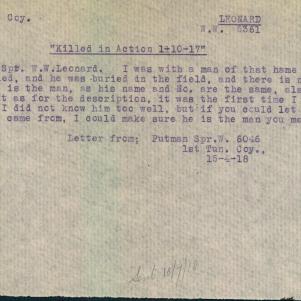 Coy. LEONARD
W.W. 5361
"Killed in Action 1-10-17"
Spr. W.W.Leonard. I was with a man of that name
ed, and he was buried in the field, and there is n
is the man, as his name and No. are the same, als
t as for the description, it was the first time I
I did not know him too well, but if you could let
came from, I could make sure he is the man you me
Letter from; Putman Spr.W. 6046
1st Tun. Coy.,
15-4-18